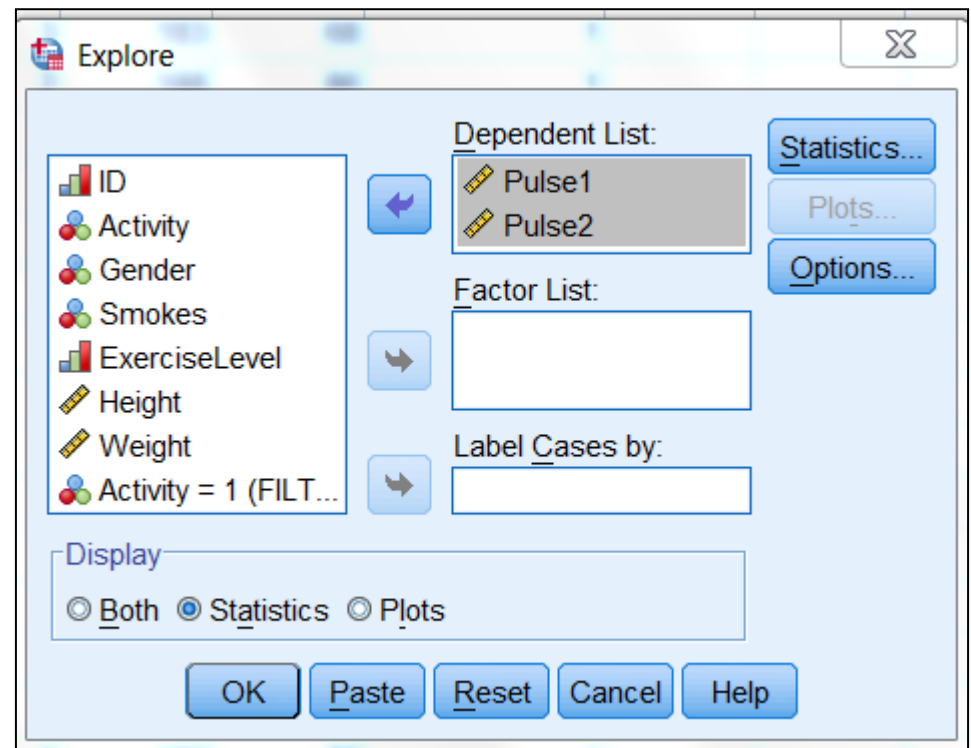 Explore
Dependent List:
ID
Activity
Gender
Smokes
ExerciseLevel
Height
Weight
Activity = 1 (FILT...
Pulse1
Pulse2
Statistics...
Plots...
Options...
Factor List:
Label Cases by:
Display
Both Statistics Plots
OK Paste Reset Cancel Help